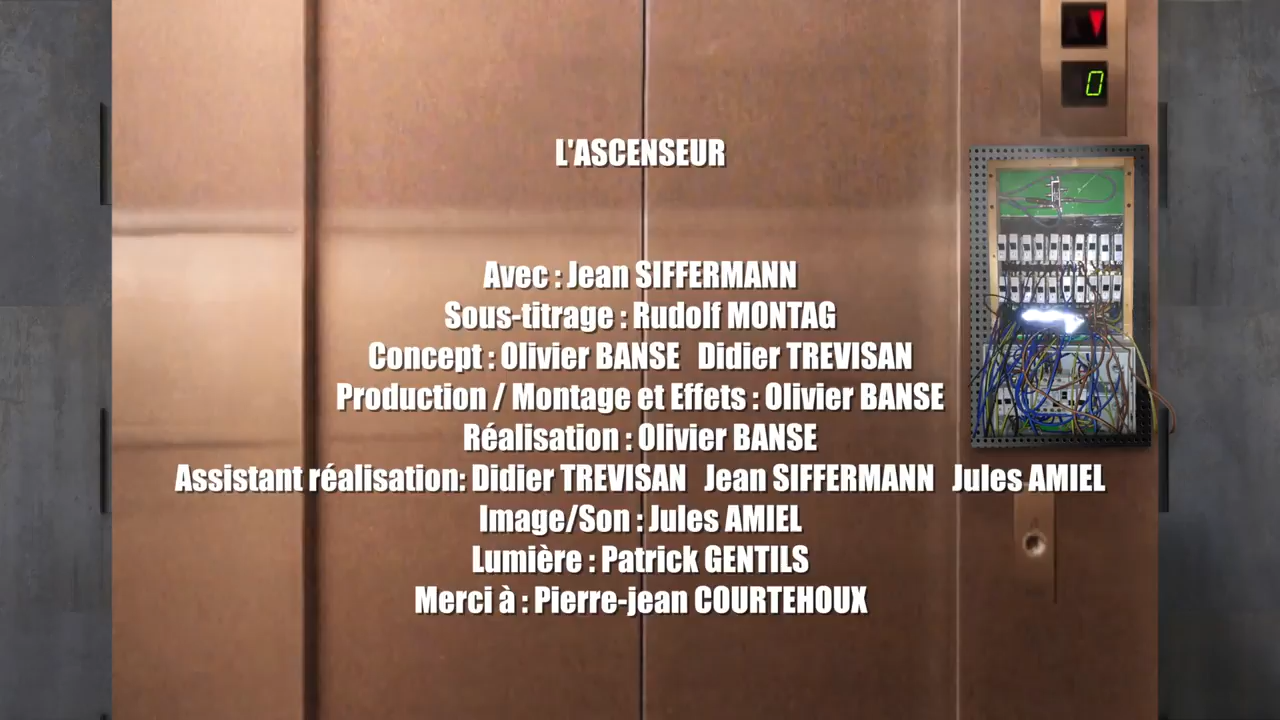 0
L'ASCENSEUR
Avec : Jean SIFFERMANN
Sous-titrage : Rudolf MONTAG
Concept : Olivier BANSE Didier TREVISAN
Production / Montage et Effets : Olivier BANSE
Réalisation : Olivier BANSE
Assistant réalisation: Didier TREVISAN Jean SIFFERMANN Jules AMIEL
Image/Son : Jules AMIEL
Lumière : Patrick GENTILS
Merci à : Pierre-jean COURTEHOUX